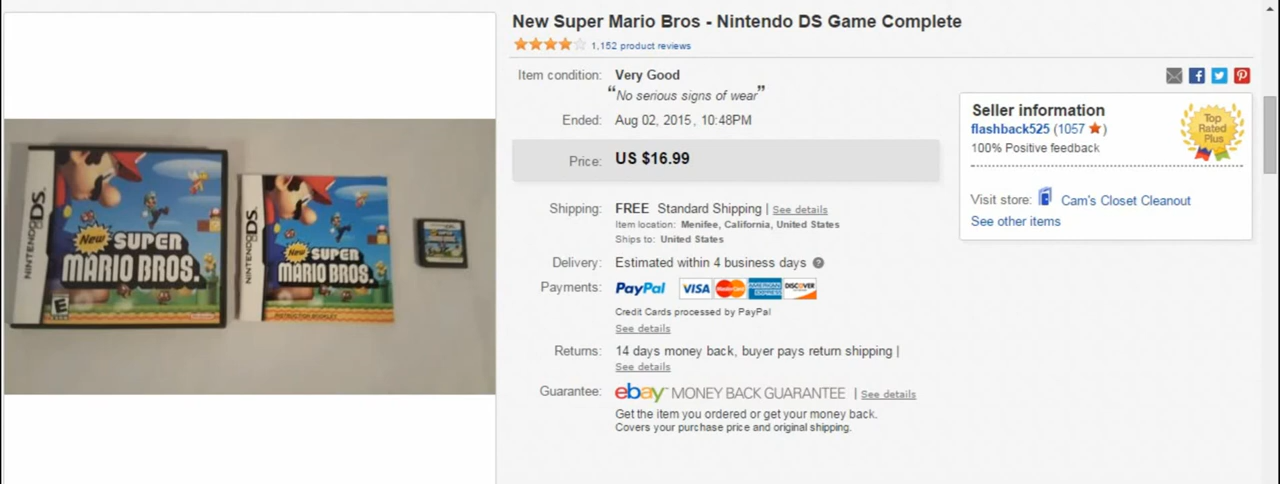 New Super Mario Bros - Nintendo DS Game Complete
1,152 product reviews
Item condition: Very Good
“No serious signs of wear”
Ended: Aug 02, 2015 , 10:48PM
Price: US $16.99
Shipping: FREE Standard Shipping | See details
Item location: Menifee, California, United States
Ships to: United States
Delivery: Estimated within 4 business days ?
Payments: PayPal VISA MasterCard AMERICAN EXPRESS DISCOVER
Credit Cards processed by PayPal
See details
Returns: 14 days money back, buyer pays return shipping |
See details
Guarantee: ebay MONEY BACK GUARANTEE | See details
Get the item you ordered or get your money back.
Covers your purchase price and original shipping.
Seller information
flashback525 (1057 ★)
100% Positive feedback
Top
Rated
Plus
Visit store: Cam's Closet Cleanout
See other items
NINTENDO DS
New SUPER
MARIO BROS.
E
Nintendo
NINTENDO DS
New SUPER
MARIO BROS.
INSTRUCTION BOOKLET